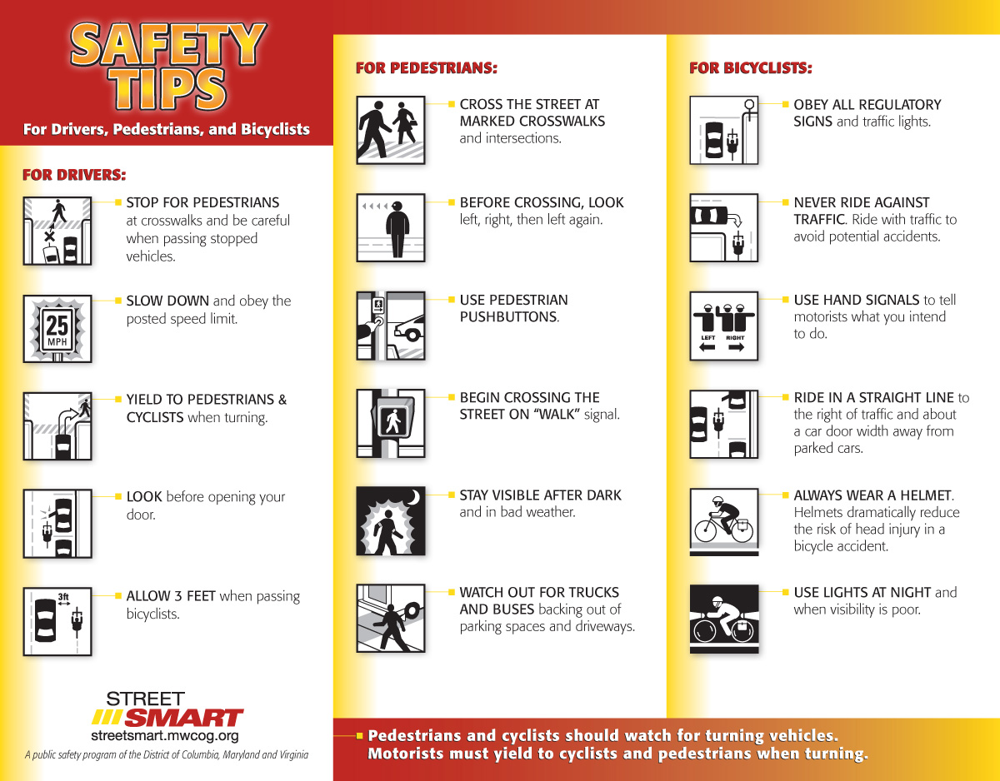 SAFETY
TIPS
For Drivers, Pedestrians, and Bicyclists
FOR DRIVERS:
STOP FOR PEDESTRIANS
at crosswalks and be careful
when passing stopped
vehicles.
25
MPH
SLOW DOWN and obey the
posted speed limit.
YIELD TO PEDESTRIANS &
CYCLISTS when turning.
LOOK before opening your
door.
3ft
ALLOW 3 FEET when passing
bicyclists.
STREET
SMART
streetsmart.mwcog.org
A public safety program of the District of Columbia, Maryland and Virginia
FOR PEDESTRIANS:
CROSS THE STREET AT
MARKED CROSSWALKS
and intersections.
BEFORE CROSSING, LOOK
left, right, then left again.
USE PEDESTRIAN
PUSHBUTTONS.
BEGIN CROSSING THE
STREET ON “WALK” signal.
STAY VISIBLE AFTER DARK
and in bad weather.
WATCH OUT FOR TRUCKS
AND BUSES backing out of
parking spaces and driveways.
FOR BICYCLISTS:
OBEY ALL REGULATORY
SIGNS and traffic lights.
NEVER RIDE AGAINST
TRAFFIC. Ride with traffic to
avoid potential accidents.
LEFT RIGHT
USE HAND SIGNALS to tell
motorists what you intend
to do.
RIDE IN A STRAIGHT LINE to
the right of traffic and about
a car door width away from
parked cars.
ALWAYS WEAR A HELMET.
Helmets dramatically reduce
the risk of head injury in a
bicycle accident.
USE LIGHTS AT NIGHT and
when visibility is poor.
Pedestrians and cyclists should watch for turning vehicles.
Motorists must yield to cyclists and pedestrians when turning.